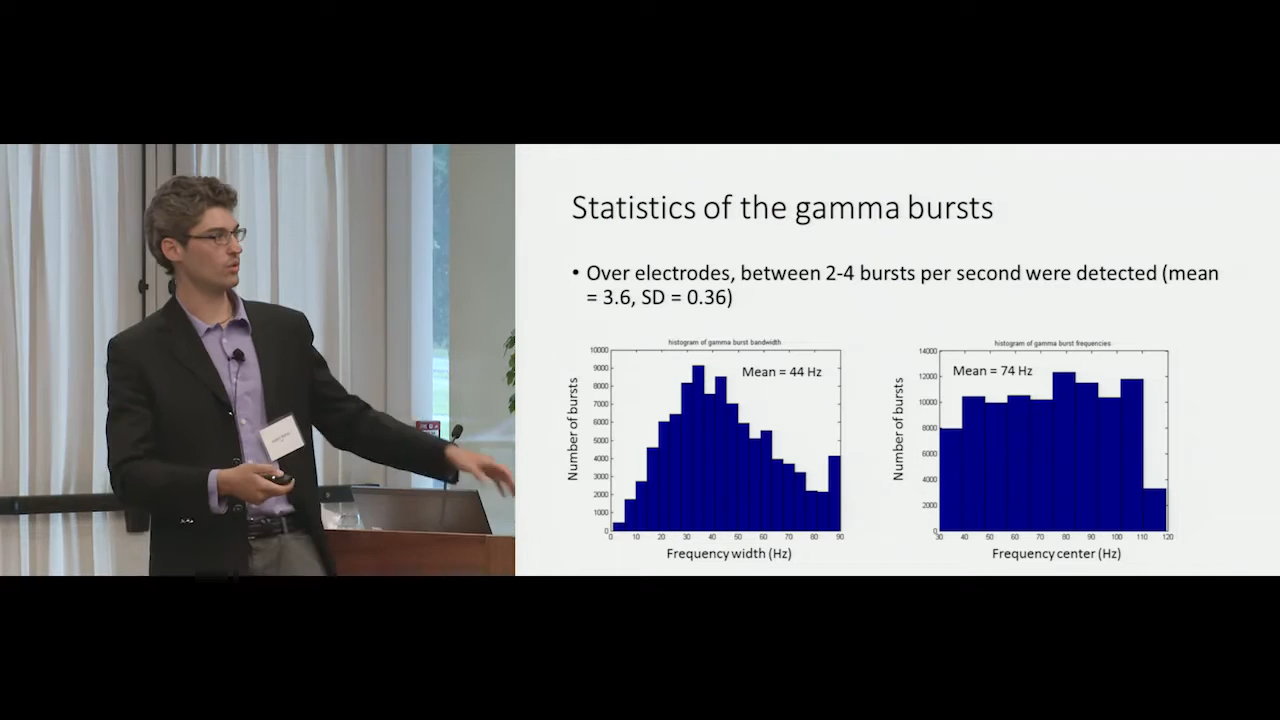 Statistics of the gamma bursts
• Over electrodes, between 2-4 bursts per second were detected (mean
= 3.6, SD = 0.36)
histogram of gamma burst bandwidth
Mean = 44 Hz
Number of bursts
10000
9000
8000
7000
6000
5000
4000
3000
2000
1000
0
0 10 20 30 40 50 60 70 80 90
Frequency width (Hz)
histogram of gamma burst frequencies
Mean = 74 Hz
Number of bursts
14000
12000
10000
8000
6000
4000
2000
0
30 40 50 60 70 80 90 100 110 120
Frequency center (Hz)